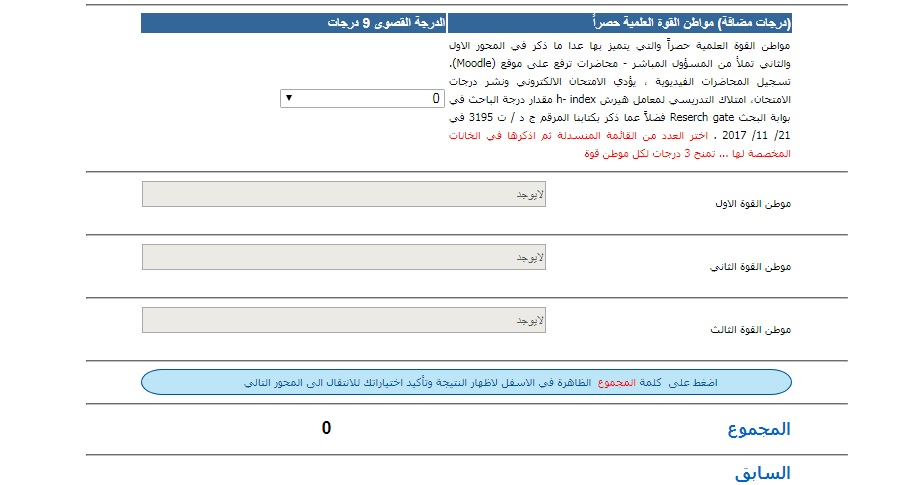 (درجات مضافة) مواطن القوة العلمية حصراً
الدرجة القصوى 9 درجات
مواطن القوة العلمية حصراً والتي يتميز بها عدا ما ذكر في المحور الاول
والثاني تملأ من المسؤول المباشر - محاضرات ترفع على موقع (Moodle).
تسجيل المحاضرات الفيديوية ، يؤدي الامتحان الالكتروني ونشر درجات
الامتحان، امتلاك التدريسي لمعامل هيرش h- index مقدار درجة الباحث في
بوابة البحث Reserch gate فضلاً عما ذكر بكتابنا المرقم ج د / ت 3195 في
21/ 11/ 2017 . اختر العدد من القائمة المنسدلة ثم اذكرها في الخانات
المخصصة لها ... تمنح 3 درجات لكل موطن قوة
0
موطن القوة الاول
لايوجد
موطن القوة الثاني
لايوجد
موطن القوة الثالث
لايوجد
اضغط على كلمة المجموع الظاهرة في الاسفل لاظهار النتيجة وتأكيد اختياراتك للانتقال الى المحور التالي
المجموع
0
السابق